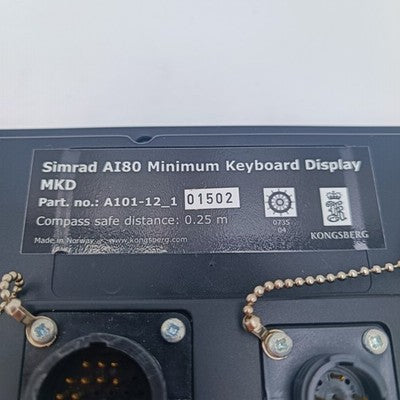 Simrad AI80 Minimum Keyboard Display
MKD
Part. no.: A101-12_1 01502
Compass safe distance: 0.25 m
0735
KONGSBERG
Made in Norway - www.kongsberg.com